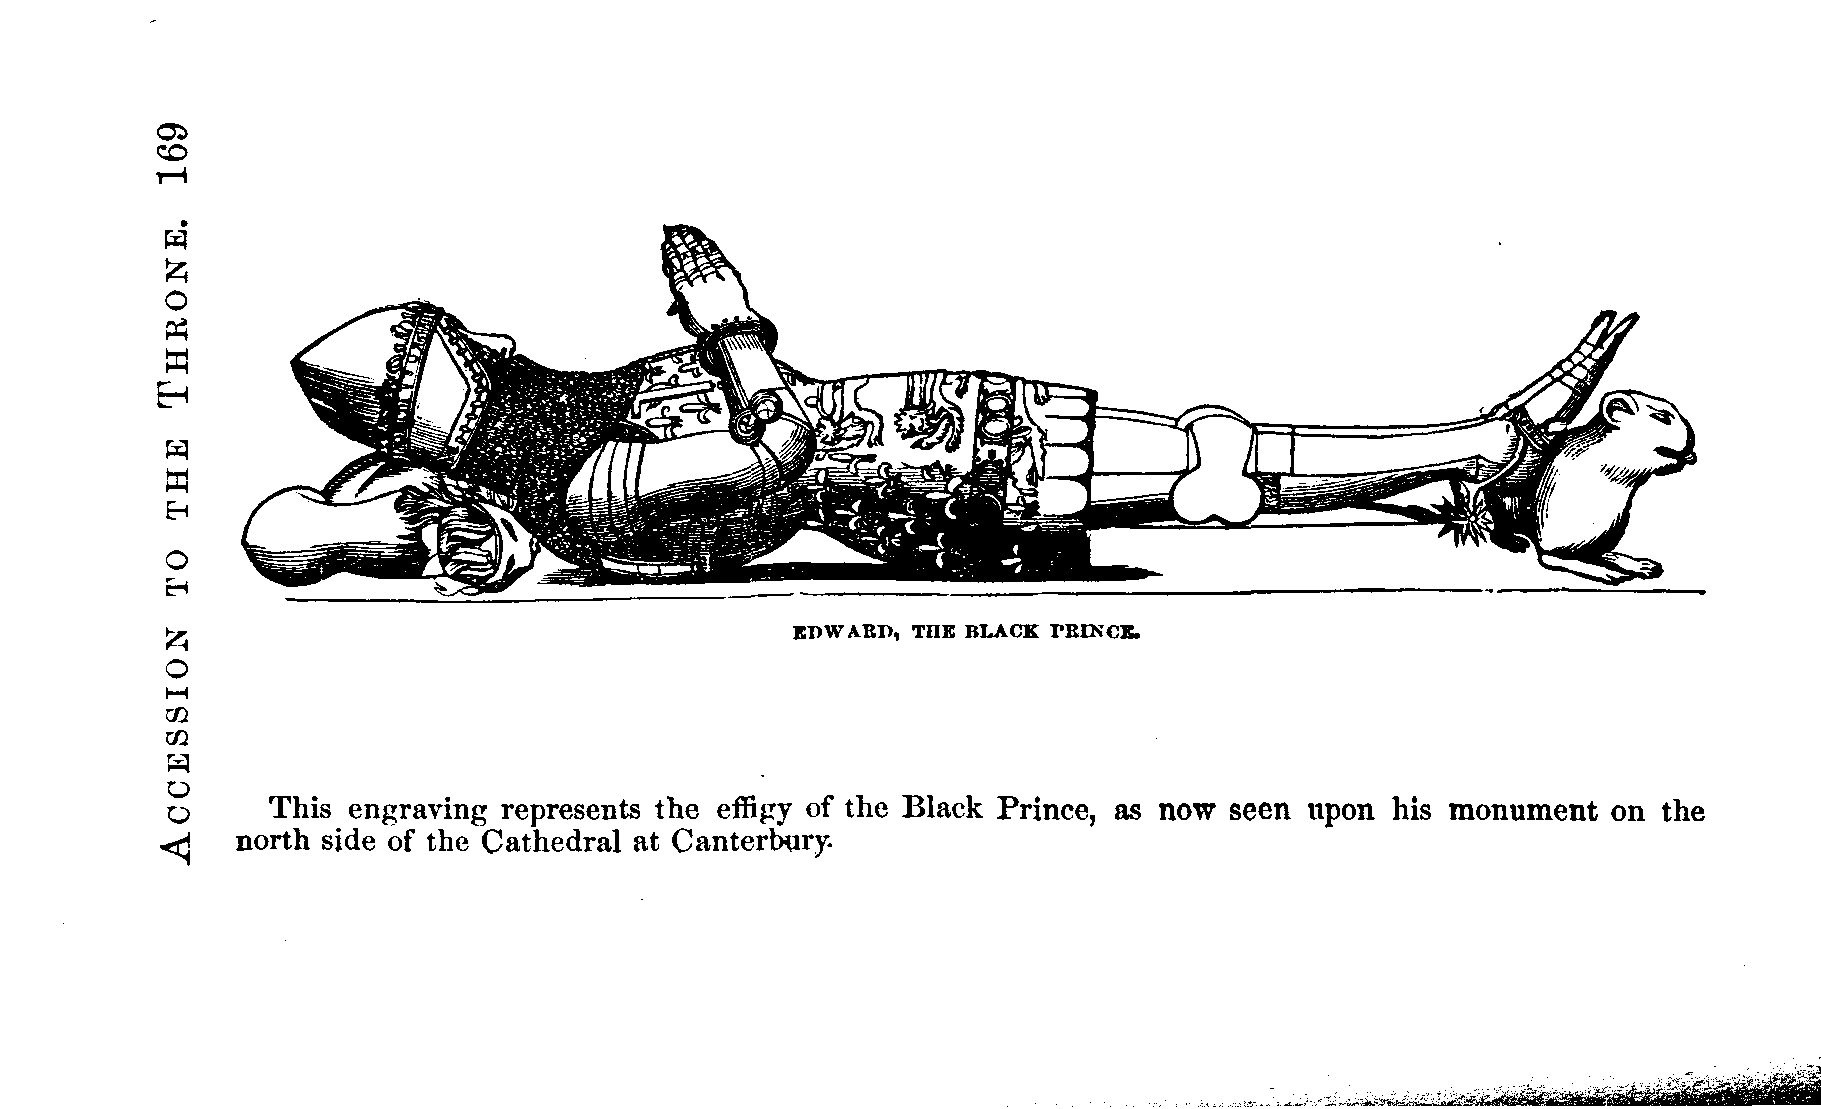 ACCESSION TO THE THRONE. 169
EDWARD, THE BLACK PRINCE.
This engraving represents the effigy of the Black Prince, as now seen upon his monument on the
north side of the Cathedral at Canterbury.